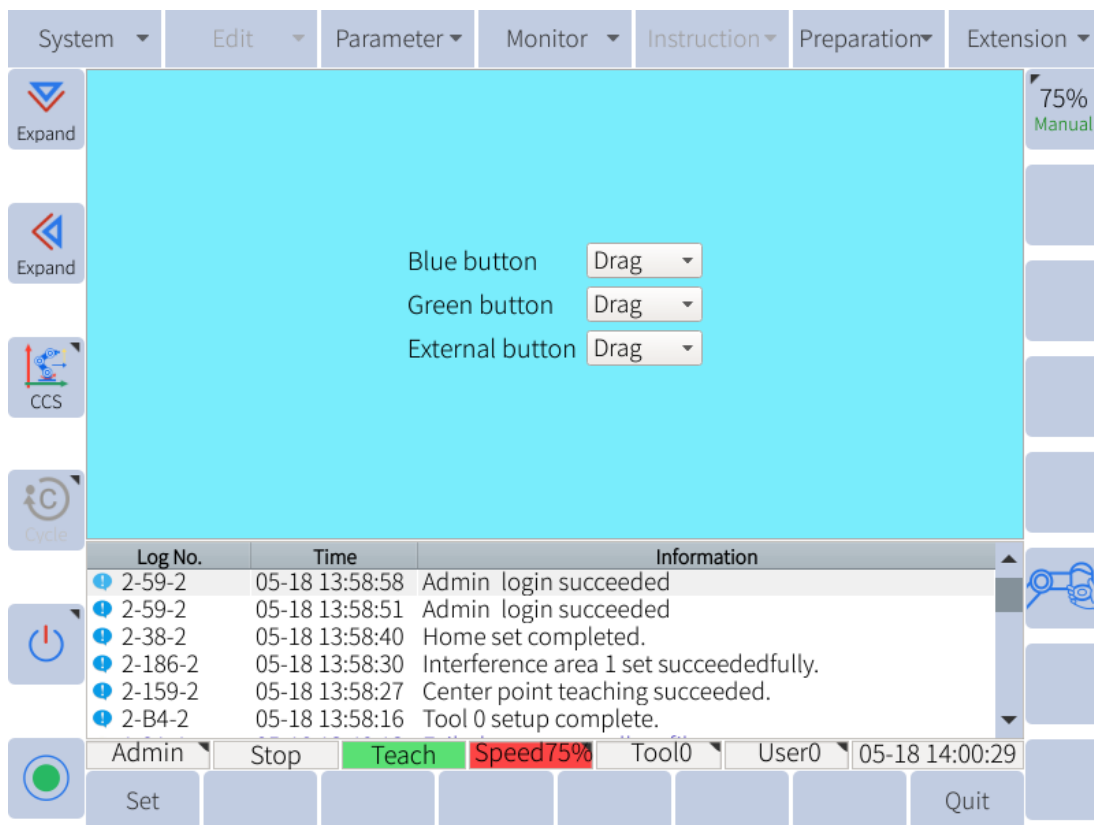 System Edit Parameter Monitor Instruction Preparation Extension
Expand
75%
Manual
Expand
CCS
Cycle
Blue button Drag
Green button Drag
External button Drag
Log No. Time Information
2-59-2 05-18 13:58:58 Admin login succeeded
2-59-2 05-18 13:58:51 Admin login succeeded
2-38-2 05-18 13:58:40 Home set completed.
2-186-2 05-18 13:58:30 Interference area 1 set succeededfully.
2-159-2 05-18 13:58:27 Center point teaching succeeded.
2-B4-2 05-18 13:58:16 Tool 0 setup complete.
Admin Stop Teach Speed75% Tool0 User0 05-18 14:00:29
Set Quit